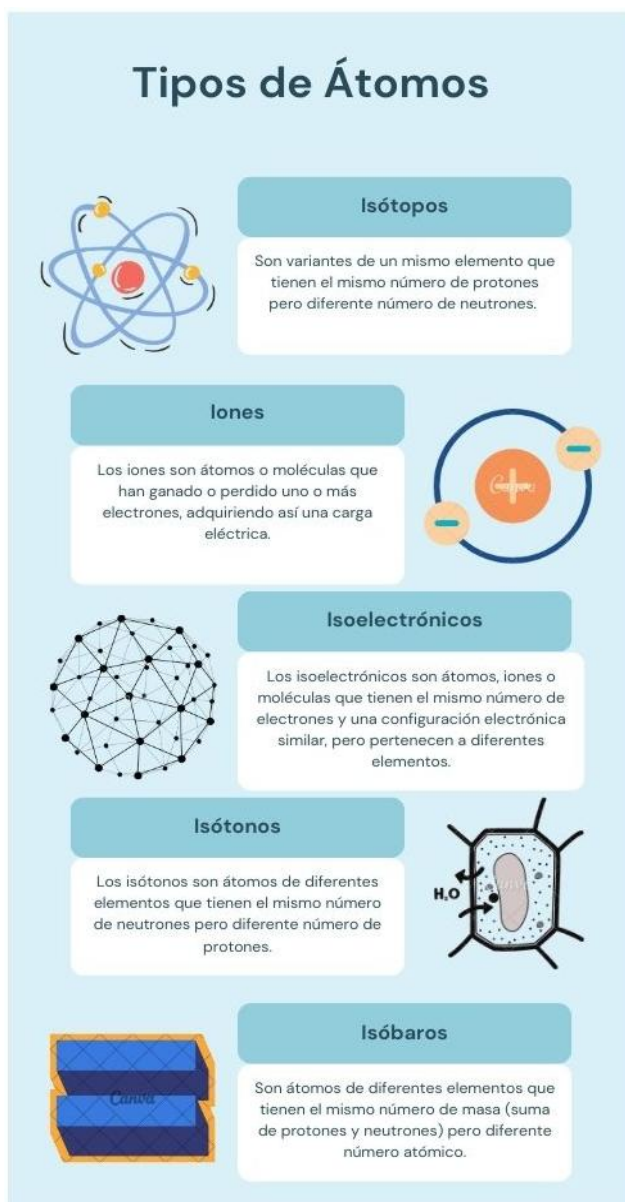 Tipos de Átomos
Isótopos
Son variantes de un mismo elemento que
tienen el mismo número de protones
pero diferente número de neutrones.
Iones
Los iones son átomos o moléculas que
han ganado o perdido uno o más
electrones, adquiriendo así una carga
eléctrica.
Canva
Isoelectrónicos
Los isoelectrónicos son átomos, iones o
moléculas que tienen el mismo número de
electrones y una configuración electrónica
similar, pero pertenecen a diferentes
elementos.
Isótonos
Los isótonos son átomos de diferentes
elementos que tienen el mismo número
de neutrones pero diferente número de
protones.
H₂O
Isóbaros
Son átomos de diferentes elementos que
tienen el mismo número de masa (suma
de protones y neutrones) pero diferente
número atómico.
Canva